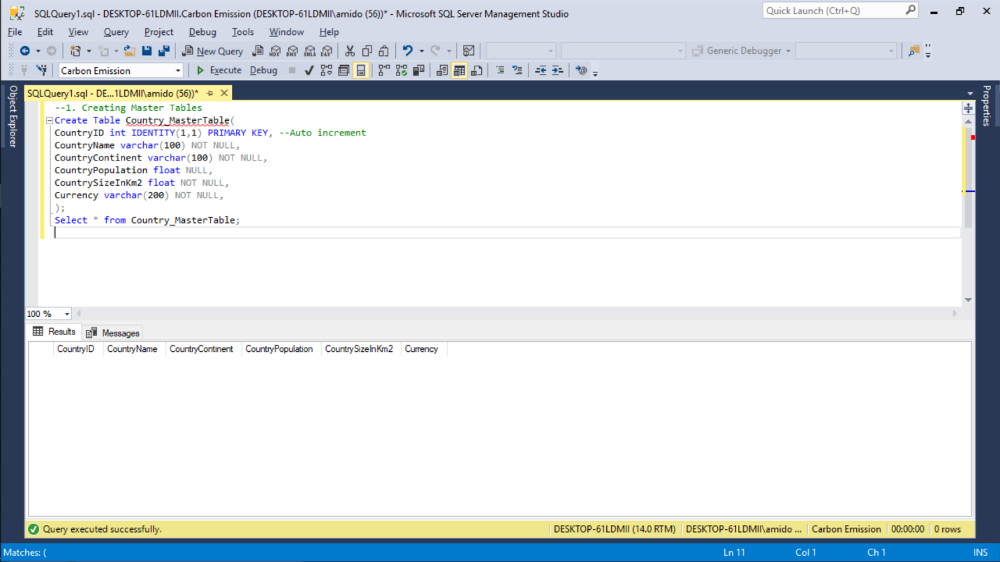 SQLQuery1.sql - DESKTOP-61LDMII.Carbon Emission (DESKTOP-61LDMII\amido (56))* - Microsoft SQL Server Management Studio
Quick Launch (Ctrl+Q)
File Edit View Query Project Debug Tools Window Help
New Query MDX DMX XMLA DAX Generic Debugger
Carbon Emission Execute Debug
Object Explorer
SQLQuery1.sql - DE...1LDMII\amido (56))*
Properties
--1. Creating Master Tables
Create Table Country_MasterTable(
CountryID int IDENTITY(1,1) PRIMARY KEY, --Auto increment
CountryName varchar(100) NOT NULL,
CountryContinent varchar(100) NOT NULL,
CountryPopulation float NULL,
CountrySizeInKm2 float NOT NULL,
Currency varchar(200) NOT NULL,
);
Select * from Country_MasterTable;
100 %
Results Messages
CountryID CountryName CountryContinent CountryPopulation CountrySizeInKm2 Currency
Query executed successfully. DESKTOP-61LDMII (14.0 RTM) DESKTOP-61LDMII\amido ... Carbon Emission 00:00:00 0 rows
Matches: ( Ln 11 Col 1 Ch 1 INS